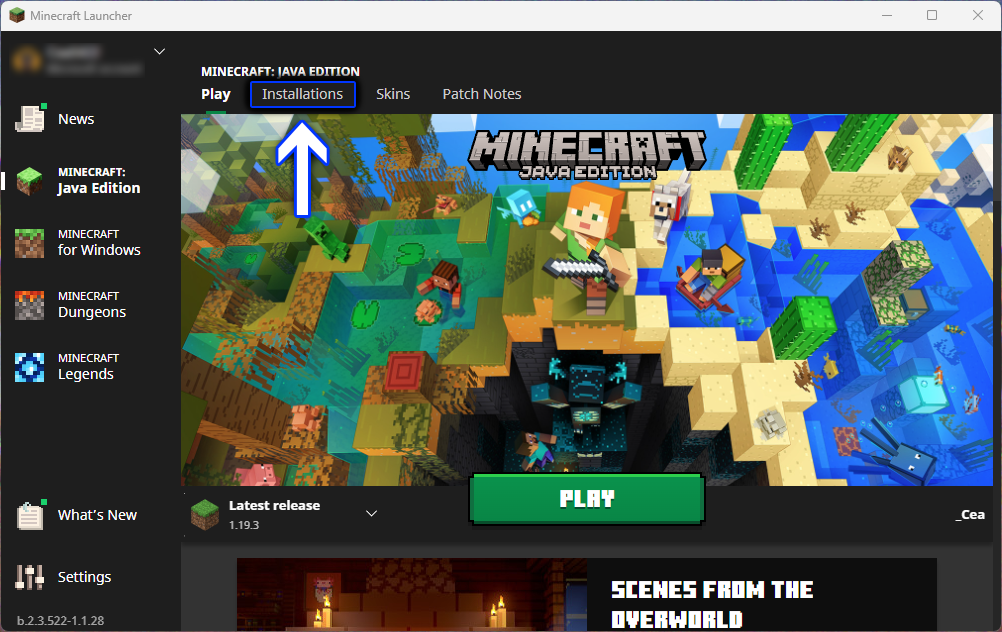 Minecraft Launcher
News
MINECRAFT:
Java Edition
MINECRAFT
for Windows
MINECRAFT
Dungeons
MINECRAFT
Legends
What's New
Settings
b.2.3.522-1.1.28
MINECRAFT: JAVA EDITION
Play Installations Skins Patch Notes
MINECRAFT
JAVA EDITION
Latest release
1.19.3
PLAY
_Cea
SCENES FROM THE
OVERWORLD